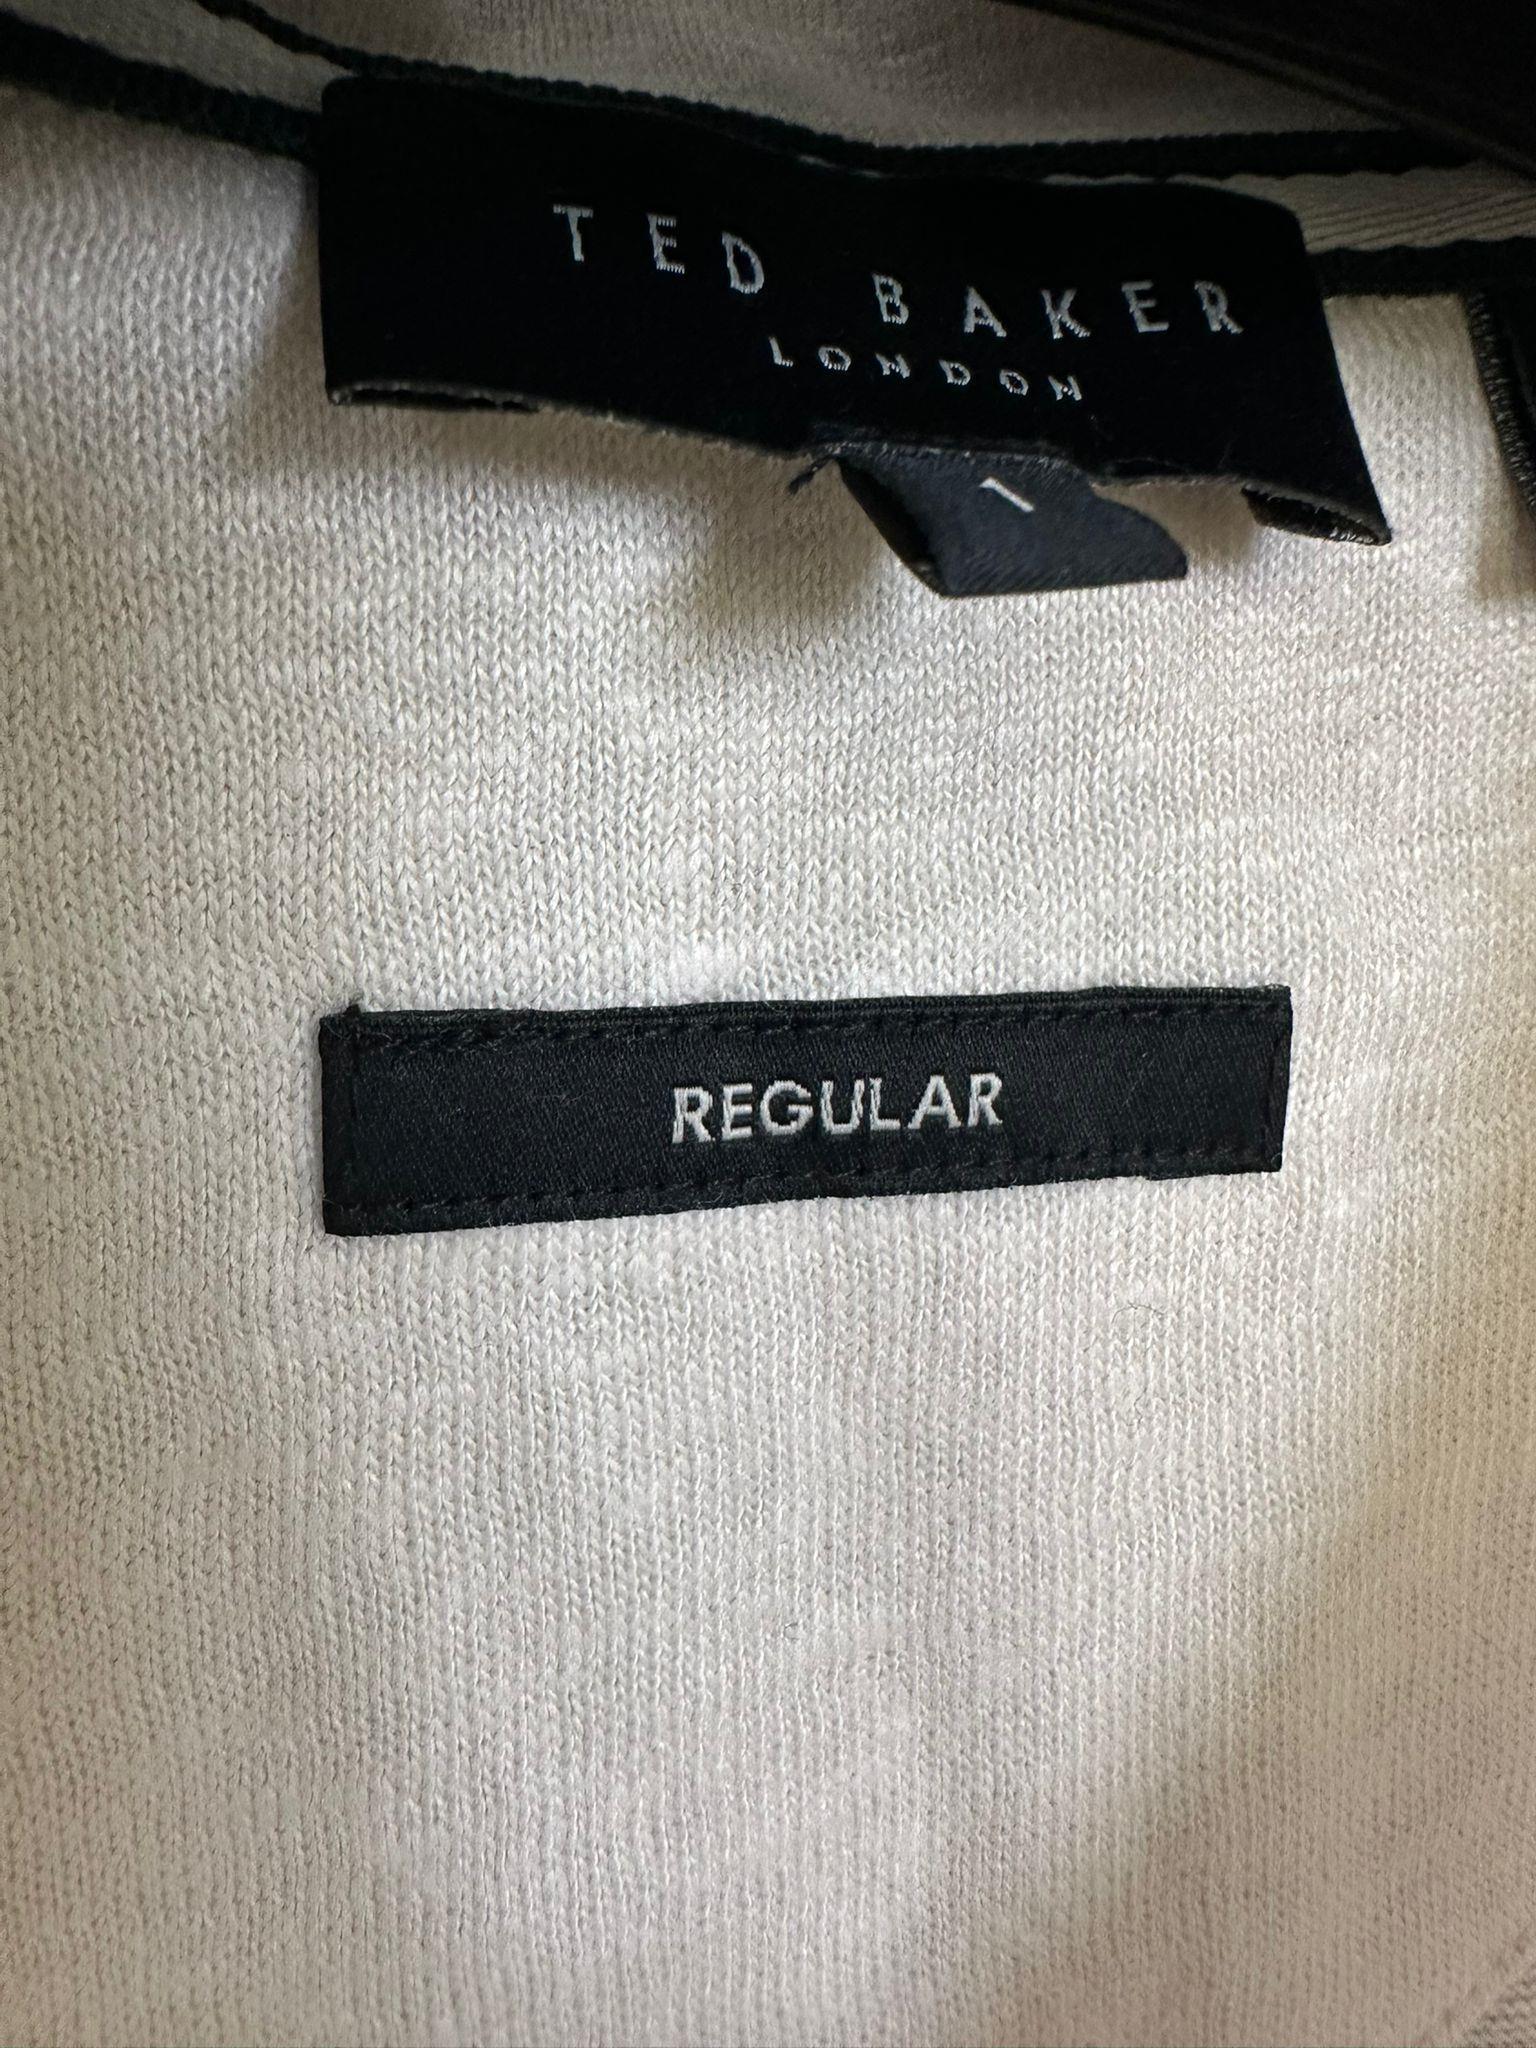 TED BAKER
LONDON
1
REGULAR